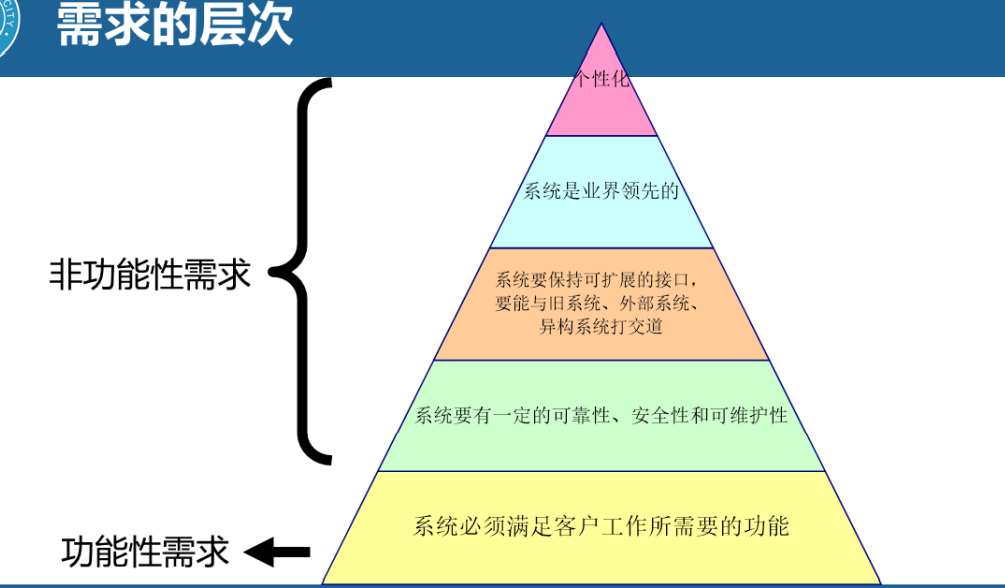 需求的层次
个性化
系统是业界领先的
非功能性需求
系统要保持可扩展的接口，
要能与旧系统、外部系统、
异构系统打交道
系统要有一定的可靠性、安全性和可维护性
功能性需求
系统必须满足客户工作所需要的功能
CITY